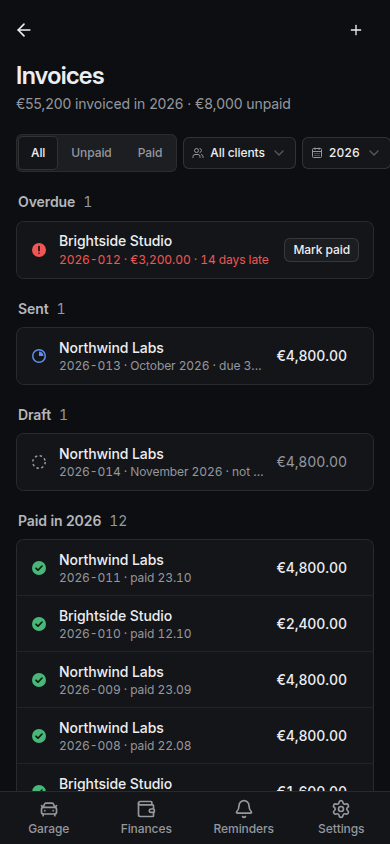 Invoices
€55,200 invoiced in 2026 · €8,000 unpaid
All Unpaid Paid All clients 2026
Overdue 1
Brightside Studio
2026-012 · €3,200.00 · 14 days late
Mark paid
Sent 1
Northwind Labs
2026-013 · October 2026 · due 3...
€4,800.00
Draft 1
Northwind Labs
2026-014 · November 2026 · not ...
€4,800.00
Paid in 2026 12
Northwind Labs
2026-011 · paid 23.10
€4,800.00
Brightside Studio
2026-010 · paid 12.10
€2,400.00
Northwind Labs
2026-009 · paid 23.09
€4,800.00
Northwind Labs
2026-008 · paid 22.08
€4,800.00
Brightside Studio
€1,600.00
Garage Finances Reminders Settings